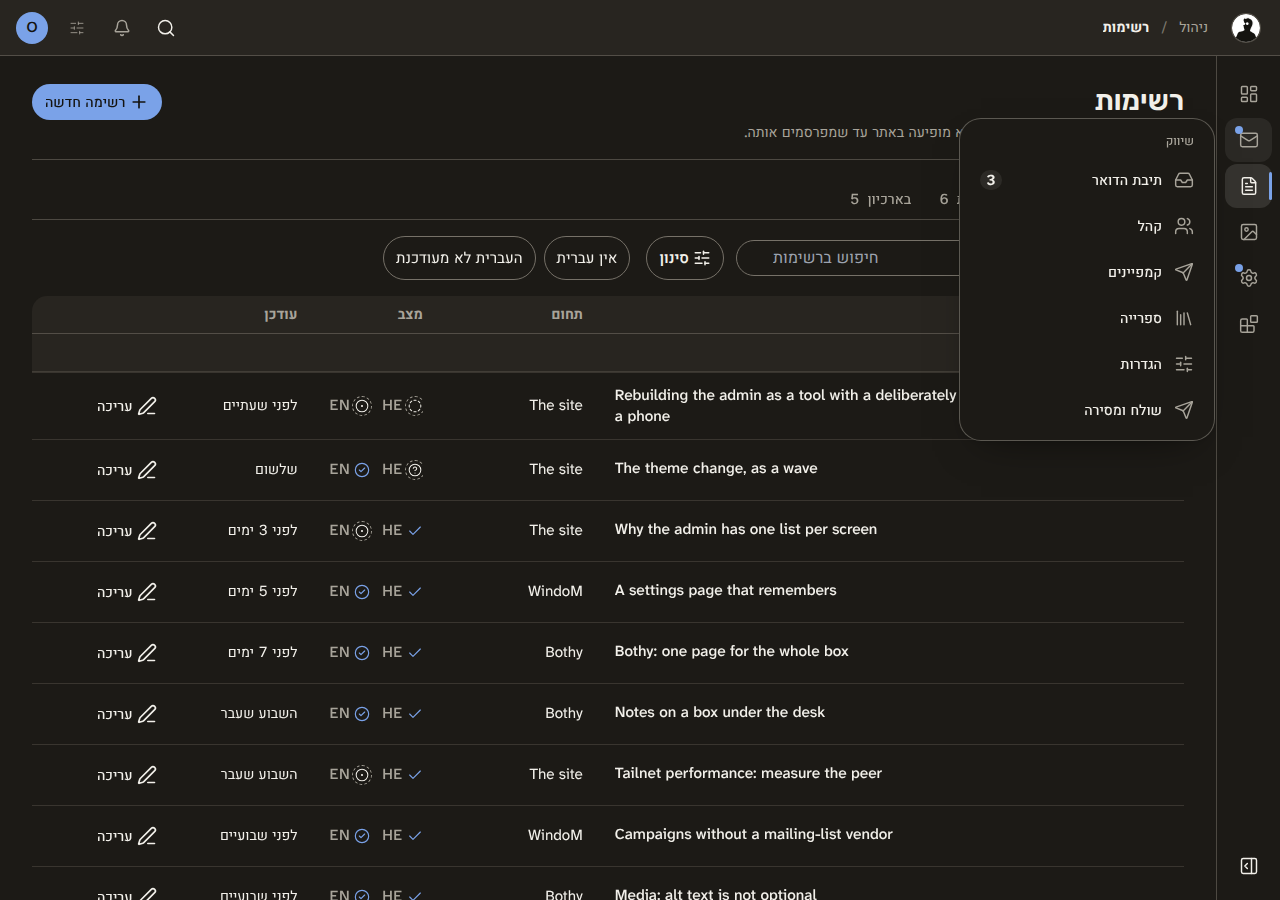 ניהול / רשימות
O
רשימות
רשימה חדשה
מופיעה באתר עד שמפרסמים אותה.
6
בארכיון 5
חיפוש ברשימות
סינון
אין עברית
העברית לא מעודכנת
שיווק
תיבת הדואר 3
קהל
קמפיינים
ספרייה
הגדרות
שולח ומסירה
תחום מצב עודכן
Rebuilding the admin as a tool with a deliberately
a phone
The site HE EN לפני שעתיים עריכה
The theme change, as a wave The site HE EN שלשום עריכה
Why the admin has one list per screen The site HE EN לפני 3 ימים עריכה
A settings page that remembers WindoM HE EN לפני 5 ימים עריכה
Bothy: one page for the whole box Bothy HE EN לפני 7 ימים עריכה
Notes on a box under the desk Bothy HE EN השבוע שעבר עריכה
Tailnet performance: measure the peer The site HE EN השבוע שעבר עריכה
Campaigns without a mailing-list vendor WindoM HE EN לפני שבועיים עריכה
Media: alt text is not optional Bothy HE EN לפני שבועיים עריכה